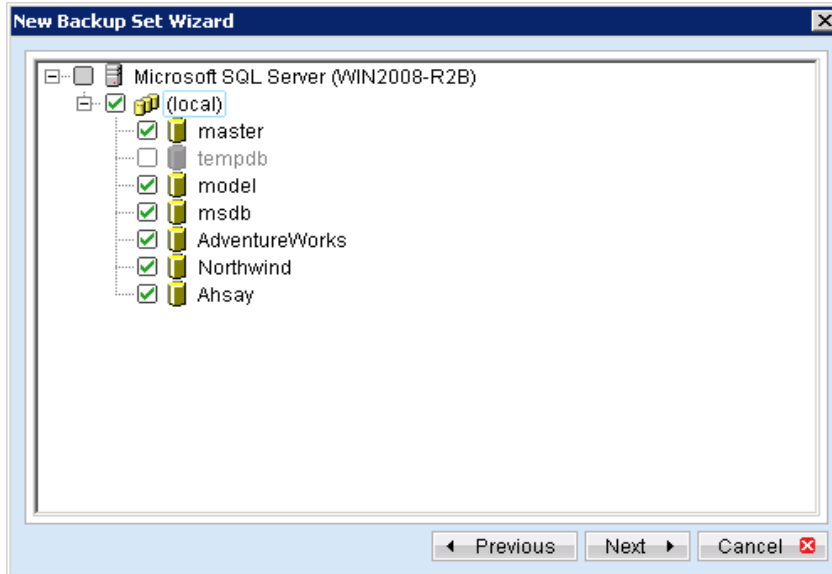 New Backup Set Wizard
Microsoft SQL Server (WIN2008-R2B)
(local)
master
tempdb
model
msdb
AdventureWorks
Northwind
Ahsay
Previous Next Cancel